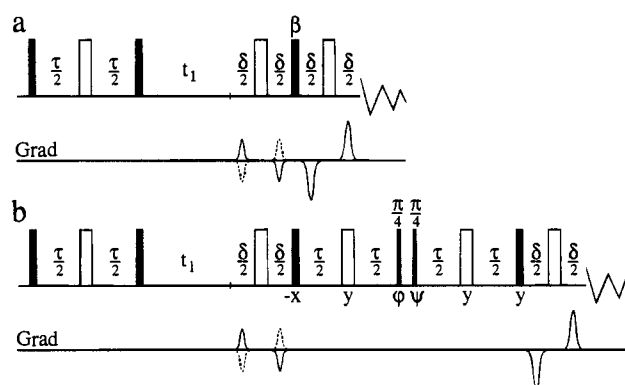 a
β
τ/2 τ/2 t₁ δ/2 δ/2 δ/2 δ/2
Grad
b
π/4 π/4
τ/2 τ/2 t₁ δ/2 δ/2 τ/2 τ/2 τ/2 τ/2 δ/2 δ/2
-x y φ ψ y y
Grad